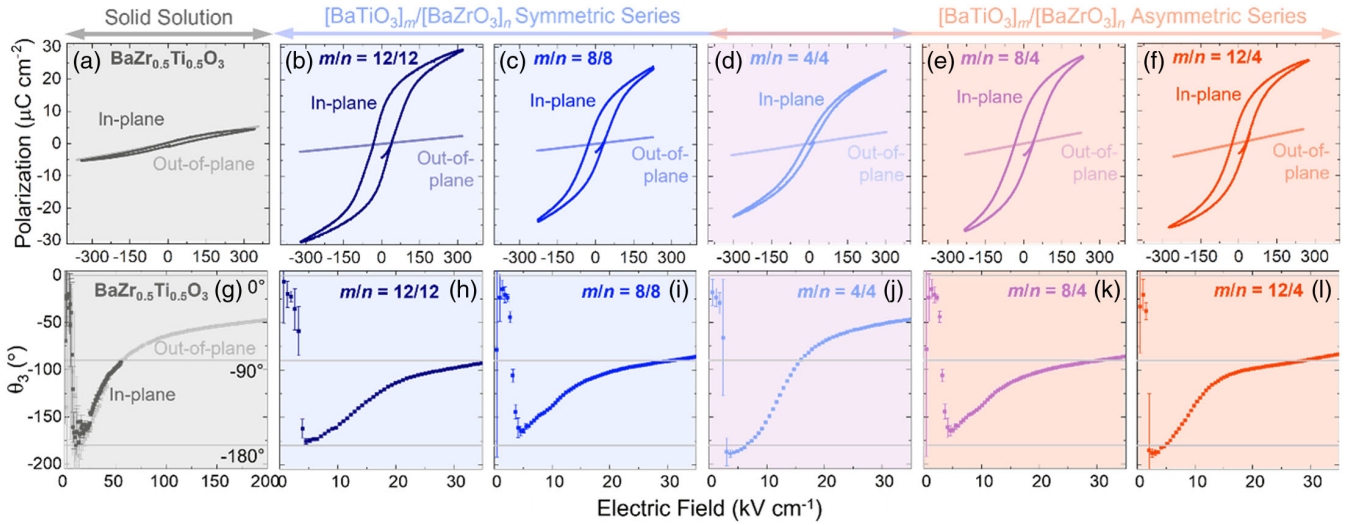 Solid Solution
[BaTiO₃]ₘ/[BaZrO₃]ₙ Symmetric Series
[BaTiO₃]ₘ/[BaZrO₃]ₙ Asymmetric Series
Polarization (μC cm⁻²)
30
20
10
0
-10
-20
-30
(a) BaZr₀.₅Ti₀.₅O₃
In-plane
Out-of-plane
-300 -150 0 150 300
(b) m/n = 12/12
In-plane
Out-of-
plane
-300 -150 0 150 300
(c) m/n = 8/8
In-plane
Out-of-
plane
-300 -150 0 150 300
(d) m/n = 4/4
In-plane
Out-of-
plane
-300 -150 0 150 300
(e) m/n = 8/4
In-plane
Out-of-
plane
-300 -150 0 150 300
(f) m/n = 12/4
In-plane
Out-of-
plane
-300 -150 0 150 300
θ₃ (°)
0
-50
-100
-150
-200
BaZr₀.₅Ti₀.₅O₃ (g) 0°
Out-of-plane
-90°
In-plane
-180°
0 50 100 150 200
m/n = 12/12 (h)
0 10 20 30
m/n = 8/8 (i)
0 10 20 30
m/n = 4/4 (j)
0 10 20 30
m/n = 8/4 (k)
0 10 20 30
m/n = 12/4 (l)
0 10 20 30
Electric Field (kV cm⁻¹)